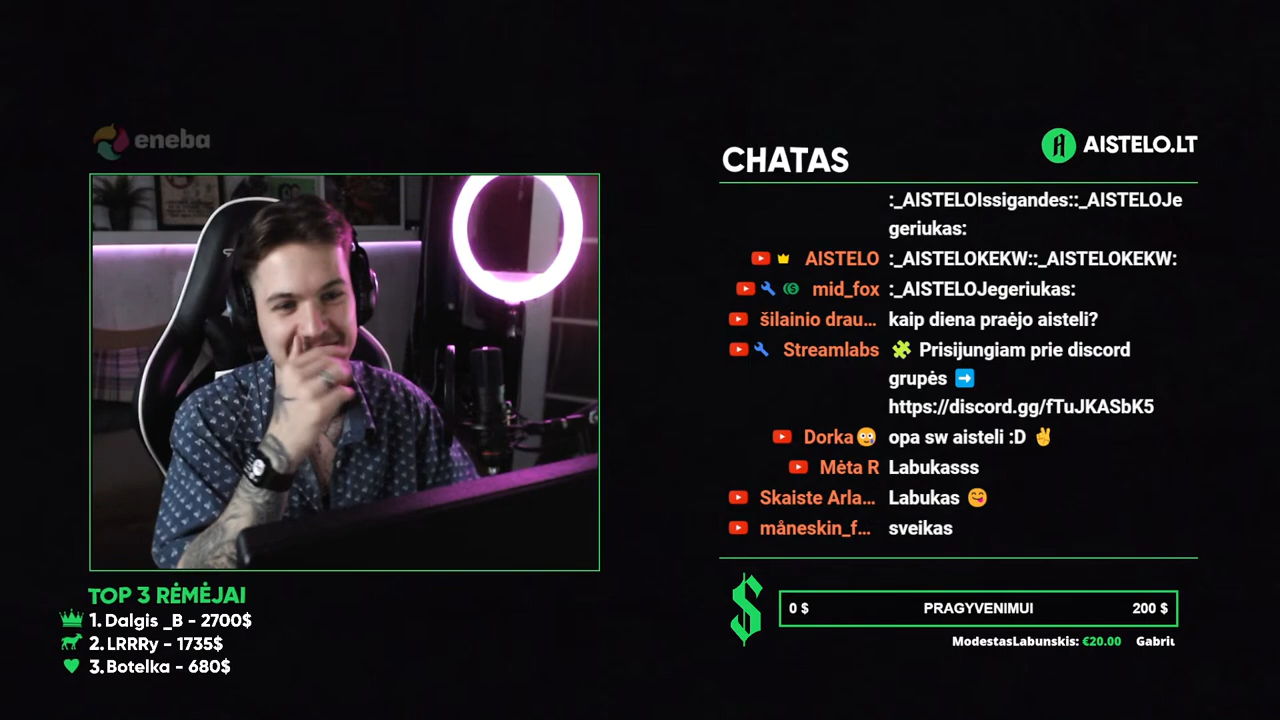 eneba
CHATAS
AISTELO.LT
:_AISTELOIssigandes::_AISTELOJe
geriukas:
AISTELO :_AISTELOKEKW::_AISTELOKEKW:
mid_fox :_AISTELOJegeriukas:
šilainio drau... kaip diena praėjo aisteli?
Streamlabs 🧩 Prisijungiam prie discord
grupės ➡️
https://discord.gg/fTuJKASbK5
Dorka🥹 opa sw aisteli :D ✌️
Mėta R Labukasss
Skaiste Arla... Labukas 😋
måneskin_f... sveikas
TOP 3 RĖMĖJAI
1. Dalgis _B - 2700$
2. LRRRy - 1735$
3. Botelka - 680$
$
0 $ PRAGYVENIMUI 200 $
ModestasLabunskis: €20.00 Gabri